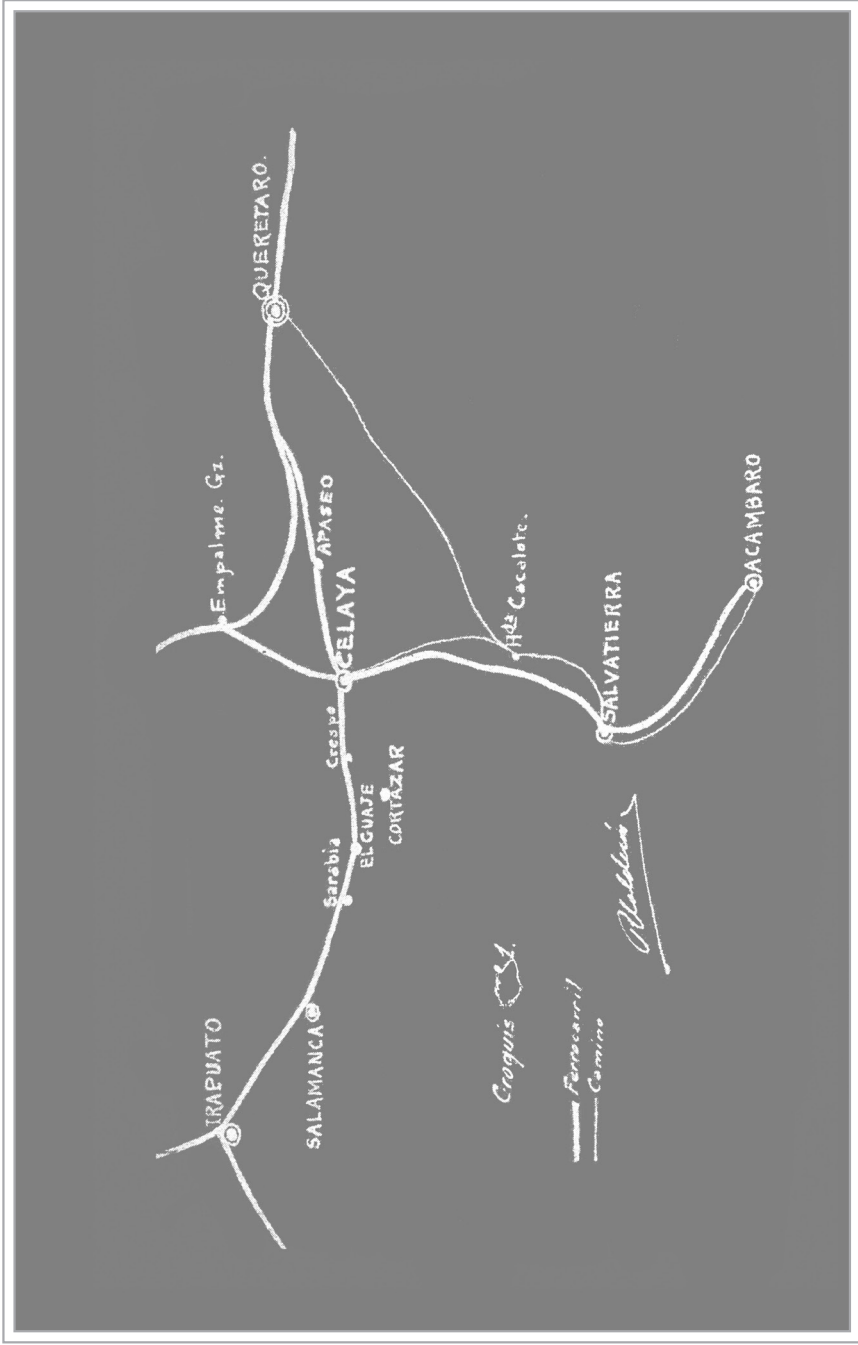 QUERETARO.
Empalme. Gz.
APASEO
CELAYA
Crespo
Sarabia
EL GUAJE
CORTAZAR
IRAPUATO
SALAMANCA
Hda Cacalote.
SALVATIERRA
ACAMBARO
Croquis
Ferrocarril
Camino